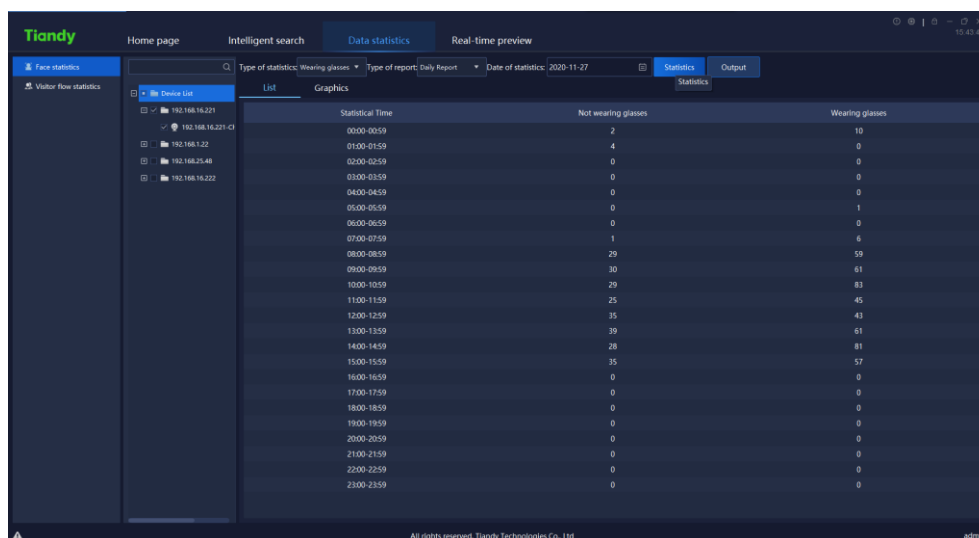 Tiandy
Home page Intelligent search Data statistics Real-time preview
Face statistics
Visitor flow statistics
Type of statistics: Wearing glasses Type of report: Daily Report Date of statistics: 2020-11-27 Statistics Output
Statistics
Device List
192.168.16.221
192.168.16.221-Cl
192.168.1.22
192.168.25.48
192.168.16.222
List Graphics
Statistical Time Not wearing glasses Wearing glasses
00:00-00:59 2 10
01:00-01:59 4 0
02:00-02:59 0 0
03:00-03:59 0 0
04:00-04:59 0 0
05:00-05:59 0 1
06:00-06:59 0 0
07:00-07:59 1 6
08:00-08:59 29 59
09:00-09:59 30 61
10:00-10:59 29 83
11:00-11:59 25 45
12:00-12:59 35 43
13:00-13:59 39 61
14:00-14:59 28 81
15:00-15:59 35 57
16:00-16:59 0 0
17:00-17:59 0 0
18:00-18:59 0 0
19:00-19:59 0 0
20:00-20:59 0 0
21:00-21:59 0 0
22:00-22:59 0 0
23:00-23:59 0 0
All rights reserved Tiandy Technologies Co., Ltd